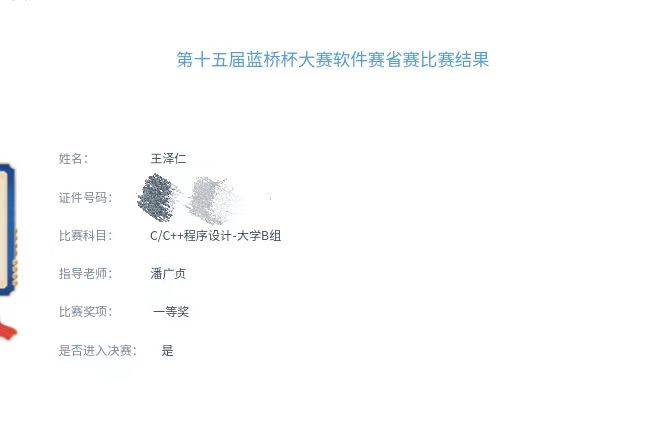 第十五届蓝桥杯大赛软件赛省赛比赛结果
姓名: 王泽仁
证件号码:
比赛科目: C/C++程序设计-大学B组
指导老师: 潘广贞
比赛奖项: 一等奖
是否进入决赛: 是